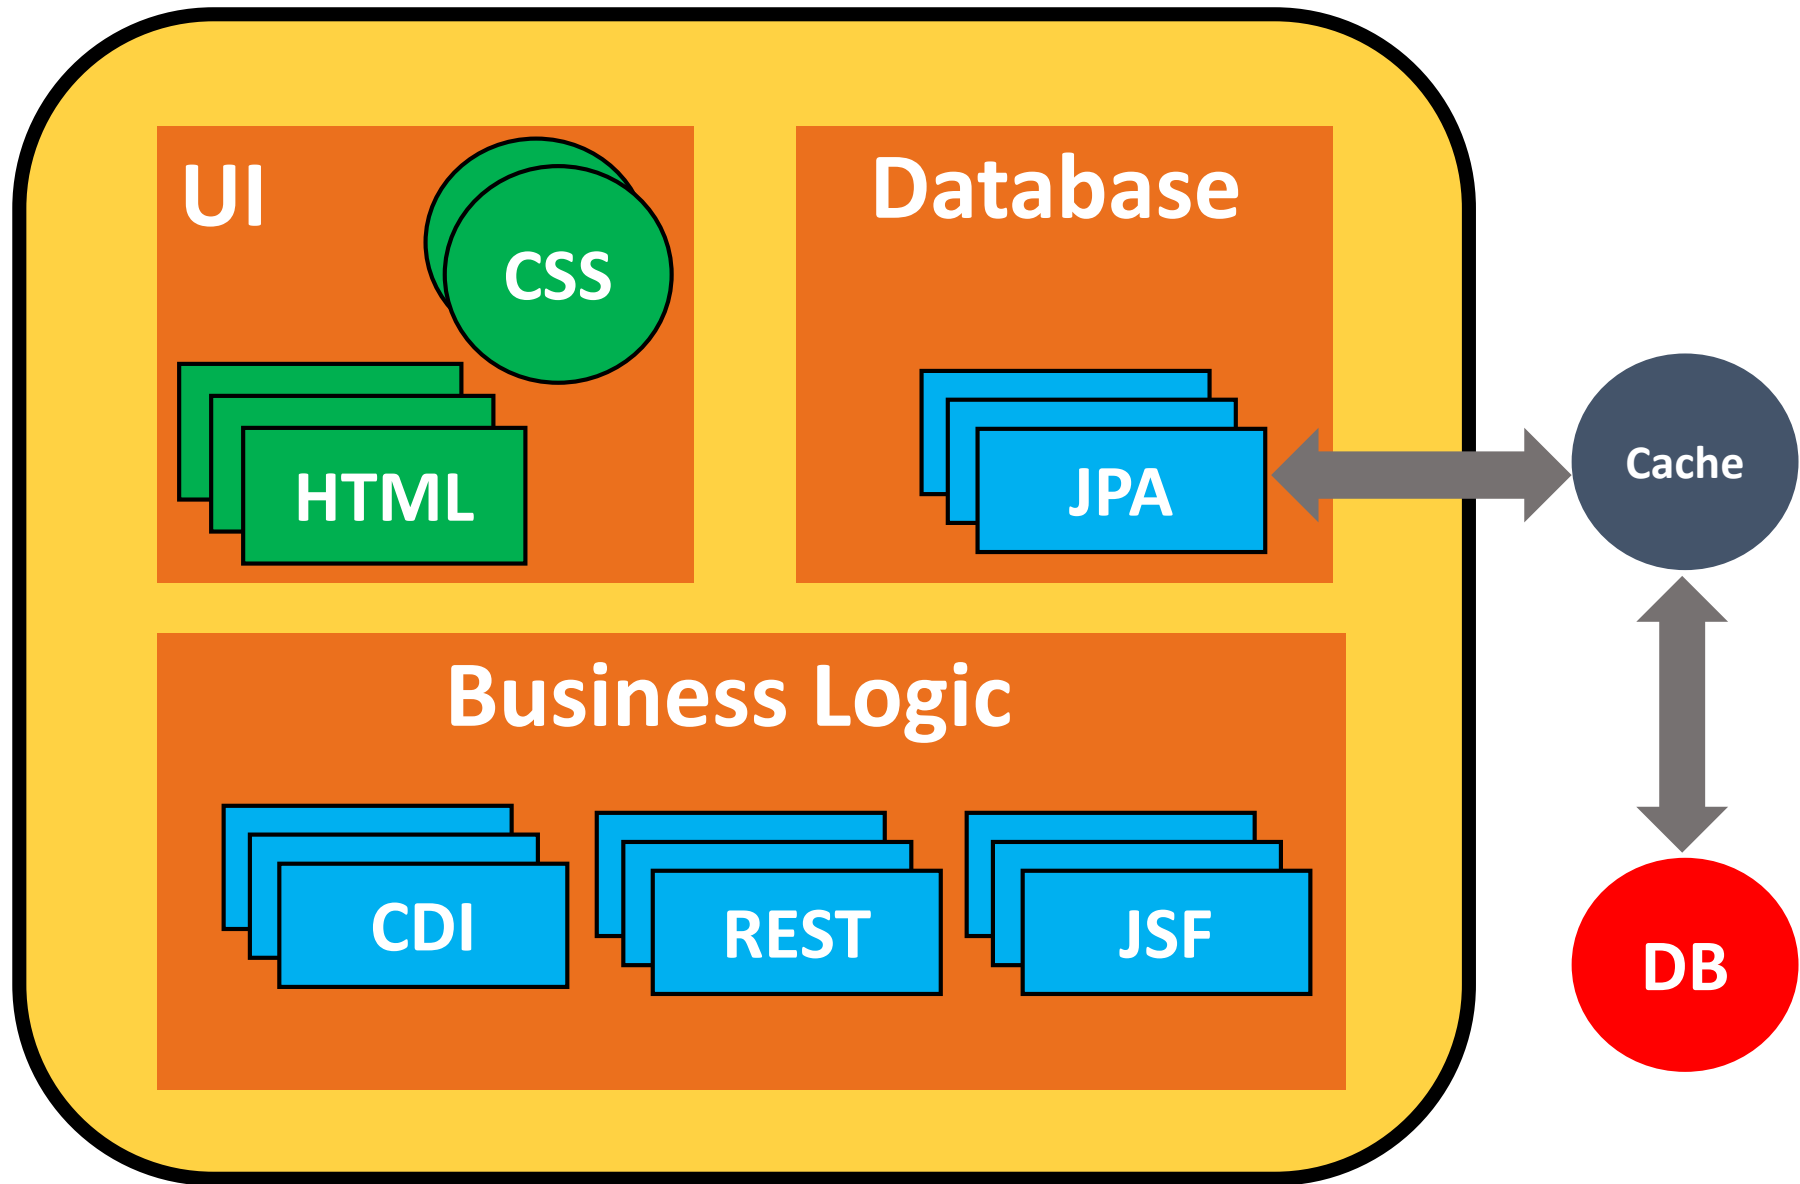 UI
CSS
HTML
Database
JPA
Cache
Business Logic
CDI
REST
JSF
DB